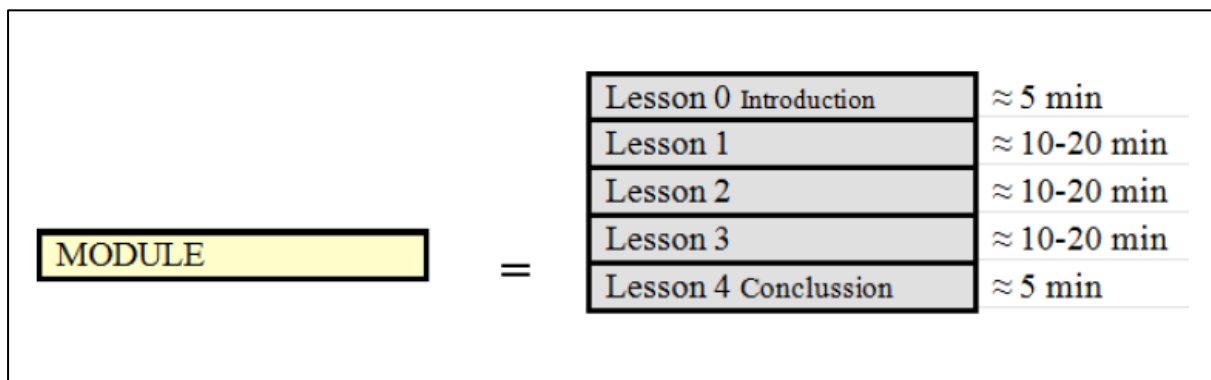 Lesson 0 Introduction ≈ 5 min
Lesson 1 ≈ 10-20 min
Lesson 2 ≈ 10-20 min
Lesson 3 ≈ 10-20 min
MODULE =
Lesson 4 Conclussion ≈ 5 min